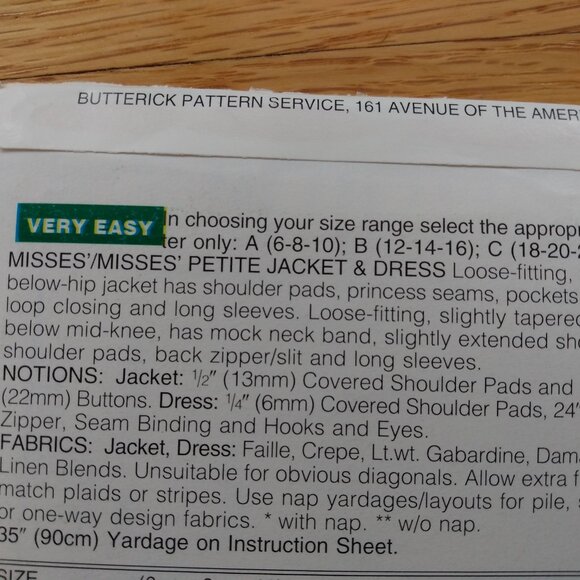 BUTTERICK PATTERN SERVICE, 161 AVENUE OF THE AMER
VERY EASY
In choosing your size range select the appropr
ter only: A (6-8-10); B (12-14-16); C (18-20-2
MISSES'/MISSES' PETITE JACKET & DRESS Loose-fitting,
below-hip jacket has shoulder pads, princess seams, pockets
loop closing and long sleeves. Loose-fitting, slightly tapered
below mid-knee, has mock neck band, slightly extended sho
shoulder pads, back zipper/slit and long sleeves.
NOTIONS: Jacket: ½" (13mm) Covered Shoulder Pads and
(22mm) Buttons. Dress: ¼" (6mm) Covered Shoulder Pads, 24"
Zipper, Seam Binding and Hooks and Eyes.
FABRICS: Jacket, Dress: Faille, Crepe, Lt.wt. Gabardine, Dama
Linen Blends. Unsuitable for obvious diagonals. Allow extra f
match plaids or stripes. Use nap yardages/layouts for pile,
or one-way design fabrics. * with nap. ** w/o nap.
35" (90cm) Yardage on Instruction Sheet.
SIZE